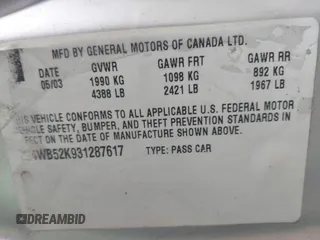 MFD BY GENERAL MOTORS OF CANADA LTD.
DATE GVWR GAWR FRT GAWR RR
05/03 1990 KG 1098 KG 892 KG
4388 LB 2421 LB 1967 LB
VEHICLE CONFORMS TO ALL APPLICABLE U.S. FEDERAL MOTOR
VEHICLE SAFETY, BUMPER, AND THEFT PREVENTION STANDARDS IN
ECT ON THE DATE OF MANUFACTURE SHOWN ABOVE.
WB52K931287617 TYPE: PASS CAR
DREAMBID